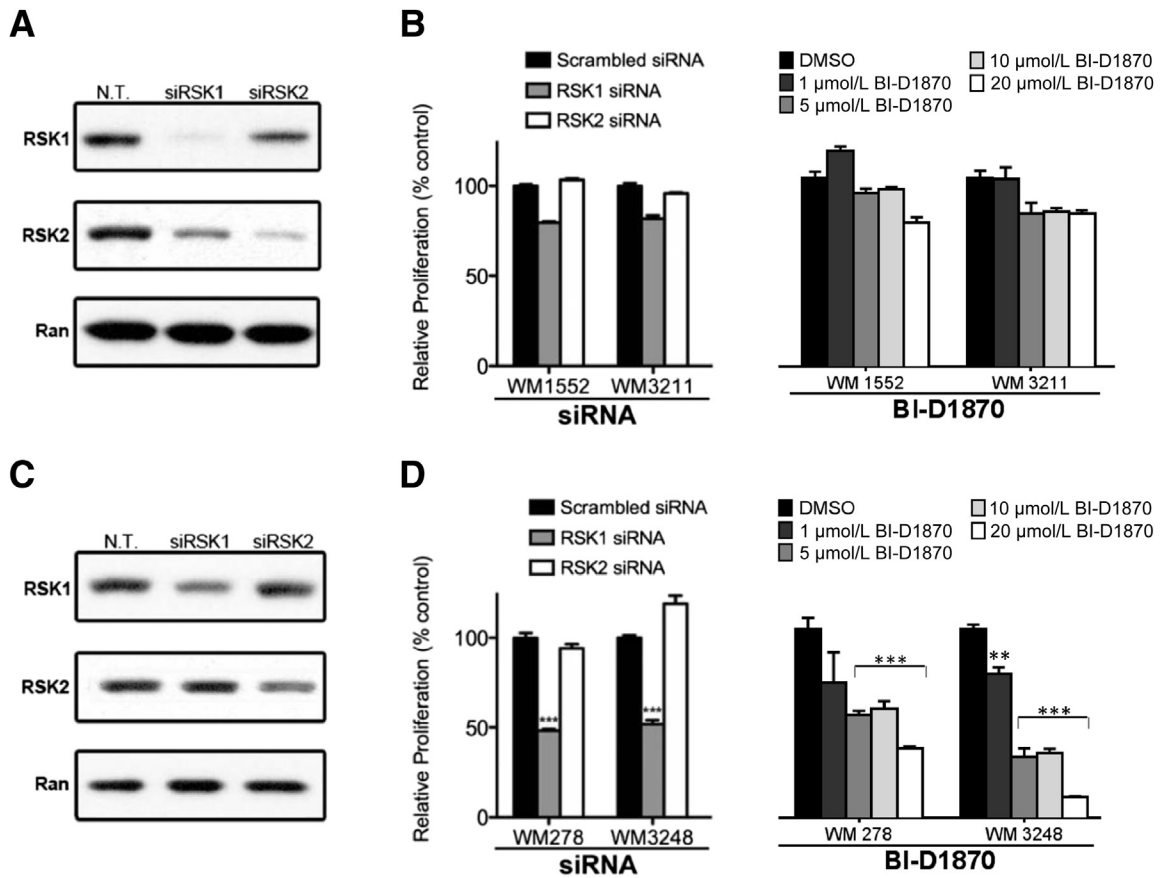 A
N.T. siRSK1 siRSK2
RSK1
RSK2
Ran
B
Scrambled siRNA
RSK1 siRNA
RSK2 siRNA
Relative Proliferation (% control)
100
50
0
WM1552 WM3211
siRNA
DMSO
1 µmol/L BI-D1870
5 µmol/L BI-D1870
10 µmol/L BI-D1870
20 µmol/L BI-D1870
WM 1552 WM 3211
BI-D1870
C
N.T. siRSK1 siRSK2
RSK1
RSK2
Ran
D
Scrambled siRNA
RSK1 siRNA
RSK2 siRNA
Relative Proliferation (% control)
100
50
0
*** ***
WM278 WM3248
siRNA
DMSO
1 µmol/L BI-D1870
5 µmol/L BI-D1870
10 µmol/L BI-D1870
20 µmol/L BI-D1870
*** ** ***
WM 278 WM 3248
BI-D1870